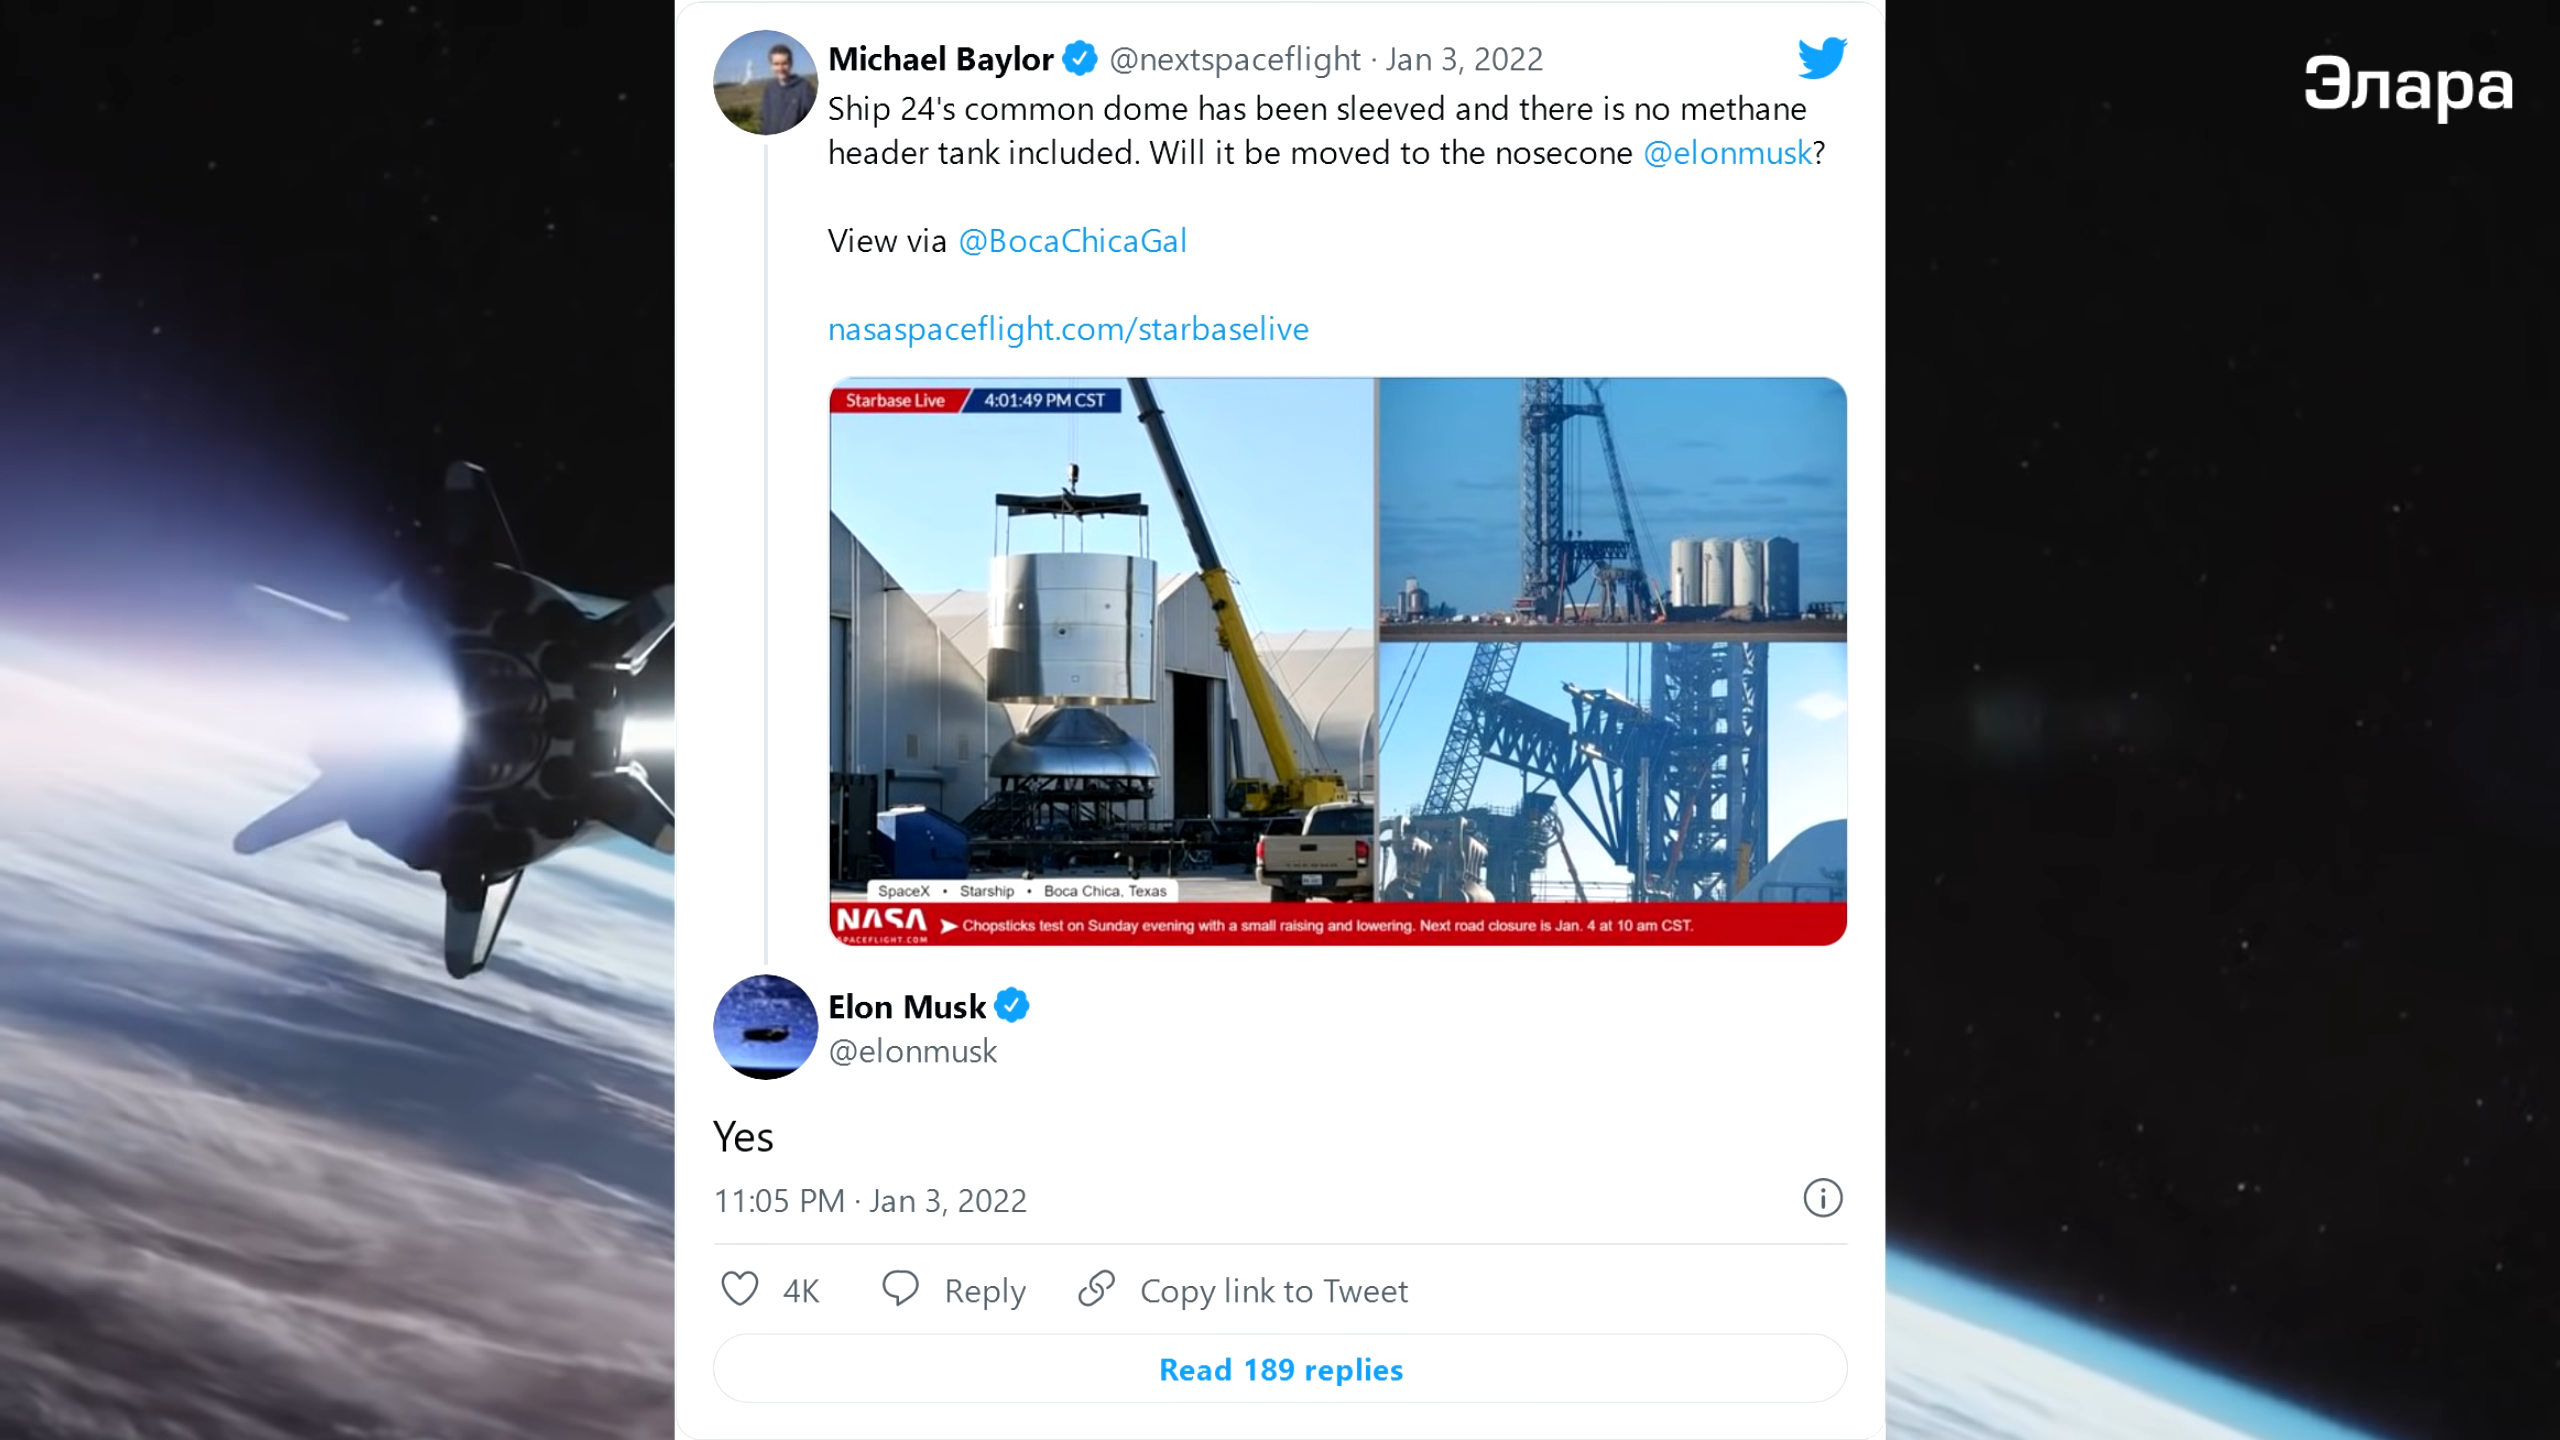 Элара
Michael Baylor @nextspaceflight · Jan 3, 2022
Ship 24's common dome has been sleeved and there is no methane
header tank included. Will it be moved to the nosecone @elonmusk?
View via @BocaChicaGal
nasaspaceflight.com/starbaselive
Starbase Live 4:01:49 PM CST
SpaceX • Starship • Boca Chica, Texas
NASA
SPACEFLIGHT.COM
Chopsticks test on Sunday evening with a small raising and lowering. Next road closure is Jan. 4 at 10 am CST.
Elon Musk
@elonmusk
Yes
11:05 PM · Jan 3, 2022
4K Reply Copy link to Tweet
Read 189 replies